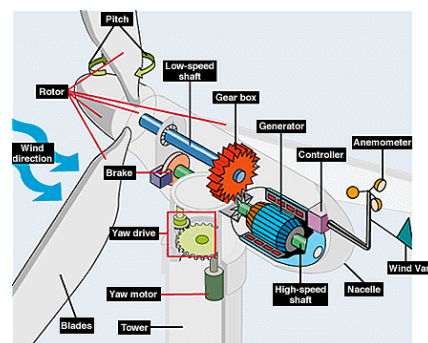 Pitch
Low-speed
shaft
Rotor
Gear box
Generator
Anemometer
Controller
Wind
direction
Brake
Yaw drive
Yaw motor
High-speed
shaft
Nacelle
Wind Van
Blades
Tower